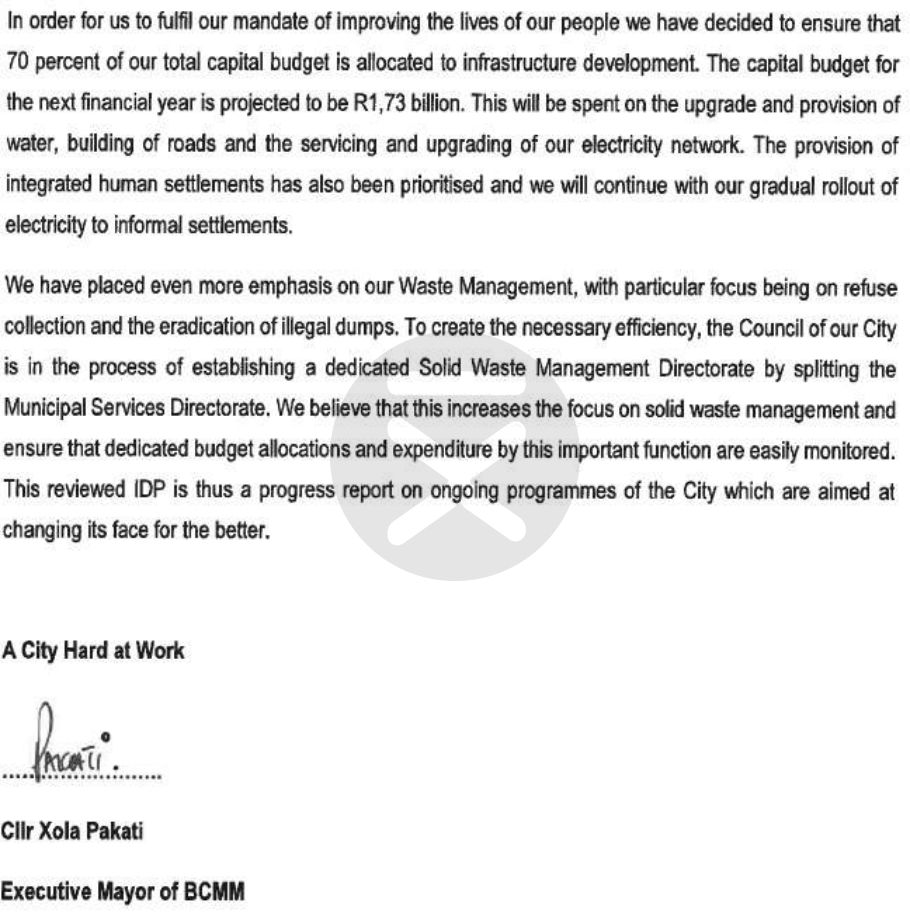 In order for us to fulfil our mandate of improving the lives of our people we have decided to ensure that
70 percent of our total capital budget is allocated to infrastructure development. The capital budget for
the next financial year is projected to be R1,73 billion. This will be spent on the upgrade and provision of
water, building of roads and the servicing and upgrading of our electricity network. The provision of
integrated human settlements has also been prioritised and we will continue with our gradual rollout of
electricity to informal settlements.
We have placed even more emphasis on our Waste Management, with particular focus being on refuse
collection and the eradication of illegal dumps. To create the necessary efficiency, the Council of our City
is in the process of establishing a dedicated Solid Waste Management Directorate by splitting the
Municipal Services Directorate. We believe that this increases the focus on solid waste management and
ensure that dedicated budget allocations and expenditure by this important function are easily monitored.
This reviewed IDP is thus a progress report on ongoing programmes of the City which are aimed at
changing its face for the better.
A City Hard at Work
Pakati.
Cllr Xola Pakati
Executive Mayor of BCMM